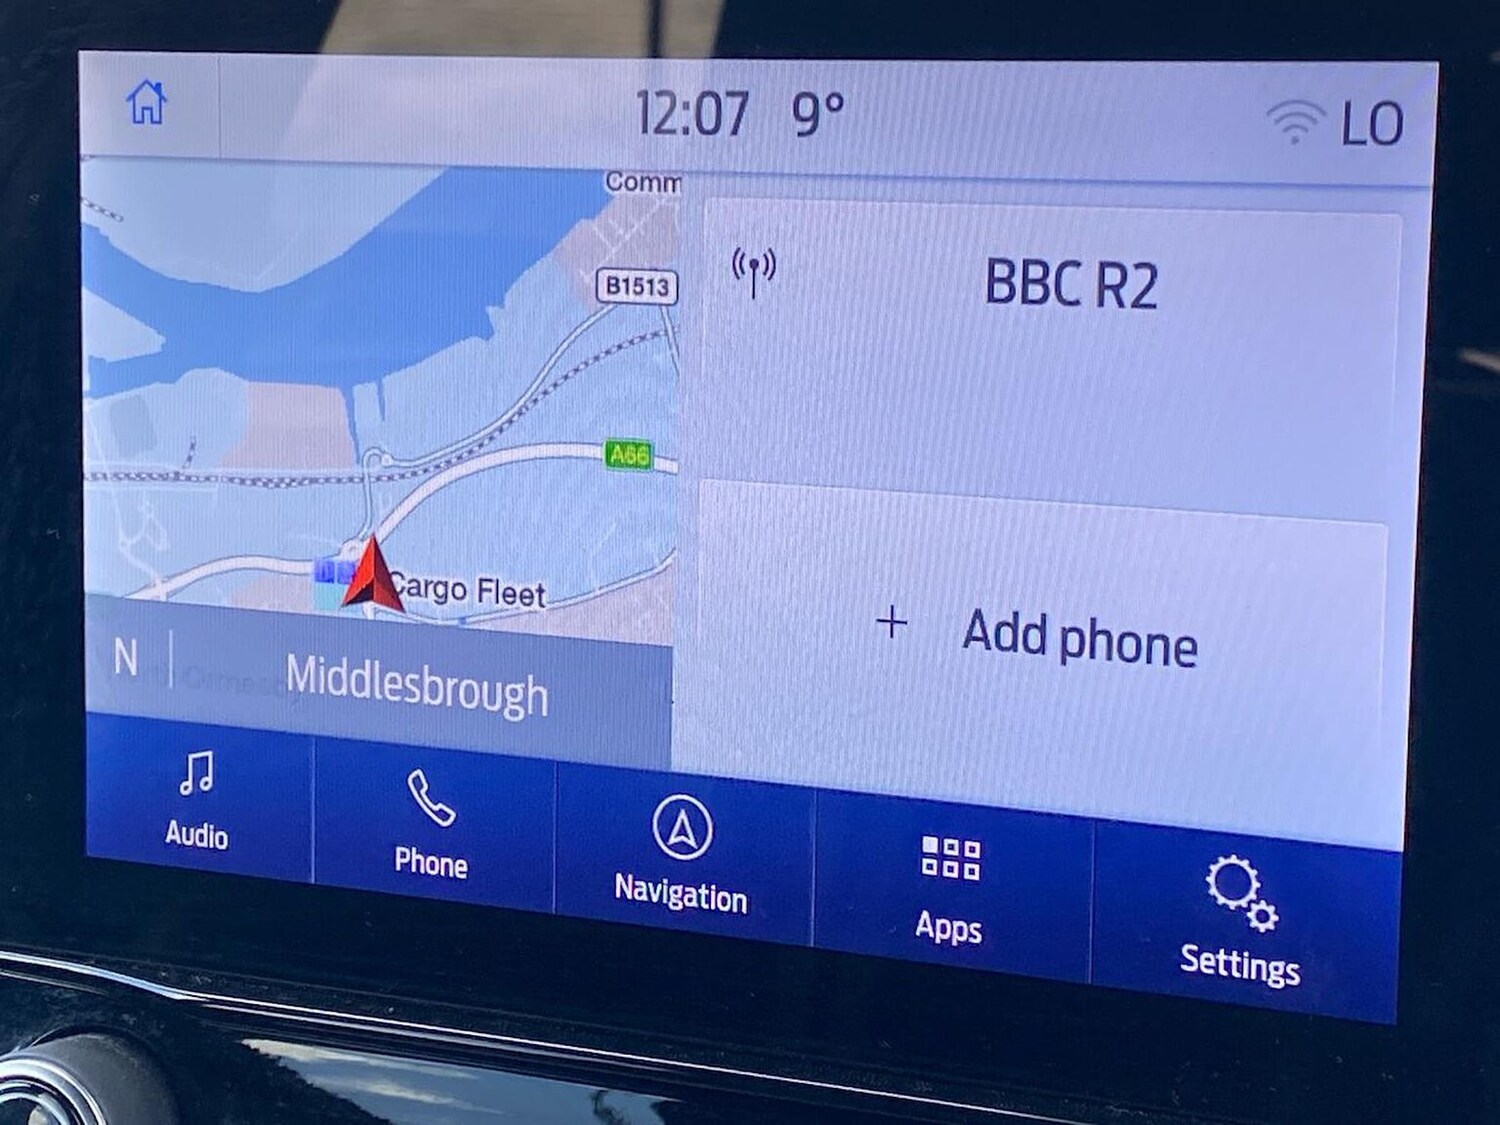 12:07 9° LO
Comm
B1513
BBC R2
A66
Cargo Fleet
+ Add phone
N
Middlesbrough
Audio
Phone
Navigation
Apps
Settings